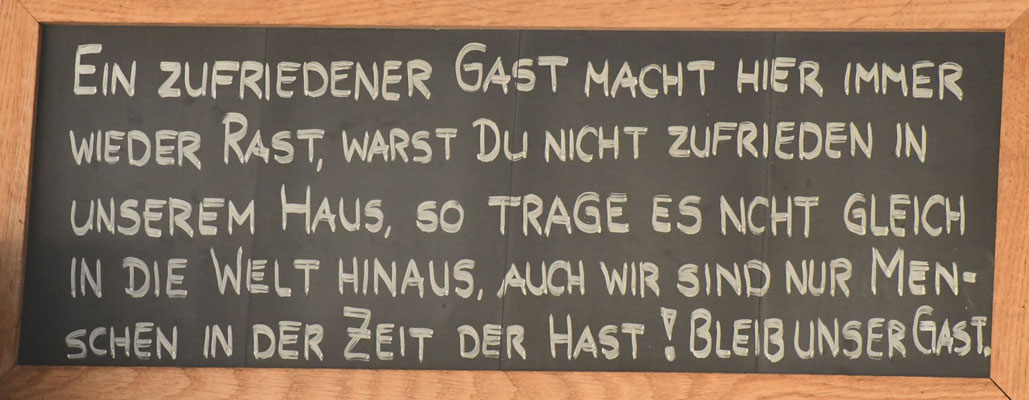 EIN ZUFRIEDENER GAST MACHT HIER IMMER
WIEDER RAST, WARST DU NICHT ZUFRIEDEN IN
UNSEREM HAUS, SO TRAGE ES NCHT GLEICH
IN DIE WELT HINAUS, AUCH WIR SIND NUR MEN-
SCHEN IN DER ZEIT DER HAST! BLEIB UNSER GAST.